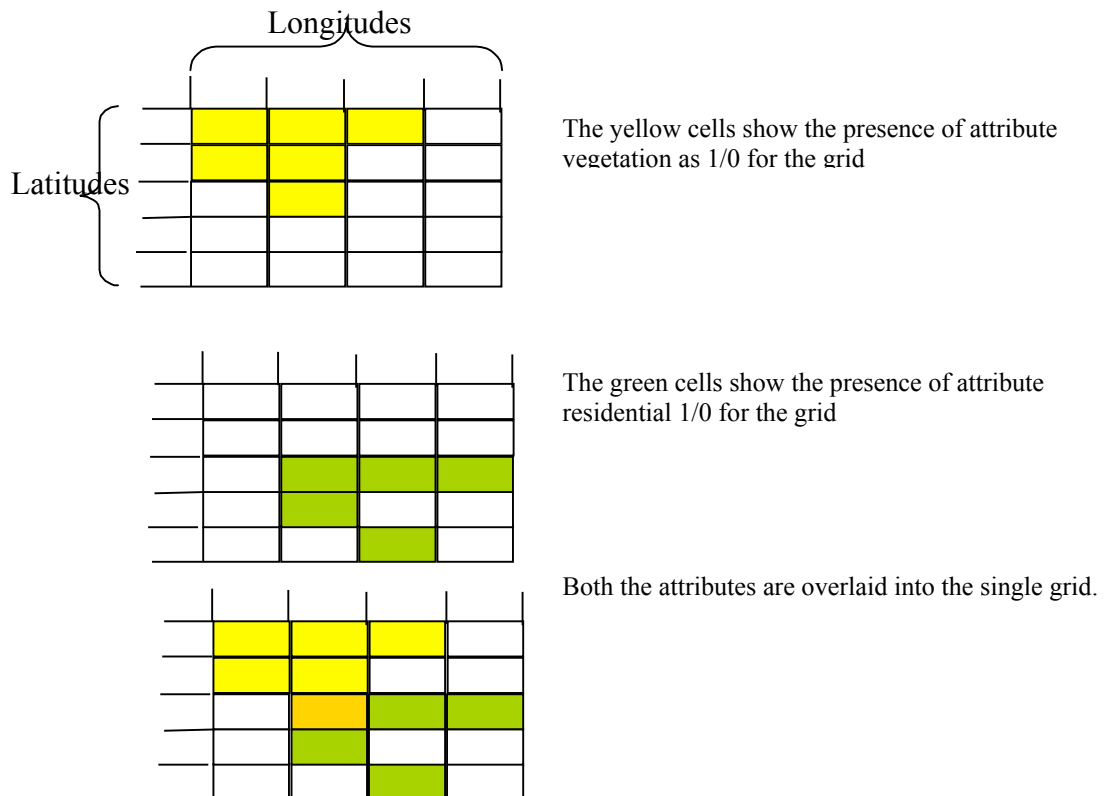 Longitudes
The yellow cells show the presence of attribute
vegetation as 1/0 for the grid
Latitudes
The green cells show the presence of attribute
residential 1/0 for the grid
Both the attributes are overlaid into the single grid.